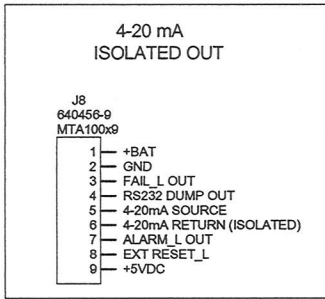 4-20 mA
ISOLATED OUT
J8
640456-9
MTA100x9
1 +BAT
2 GND
3 FAIL_L OUT
4 RS232 DUMP OUT
5 4-20mA SOURCE
6 4-20mA RETURN (ISOLATED)
7 ALARM_L OUT
8 EXT RESET_L
9 +5VDC